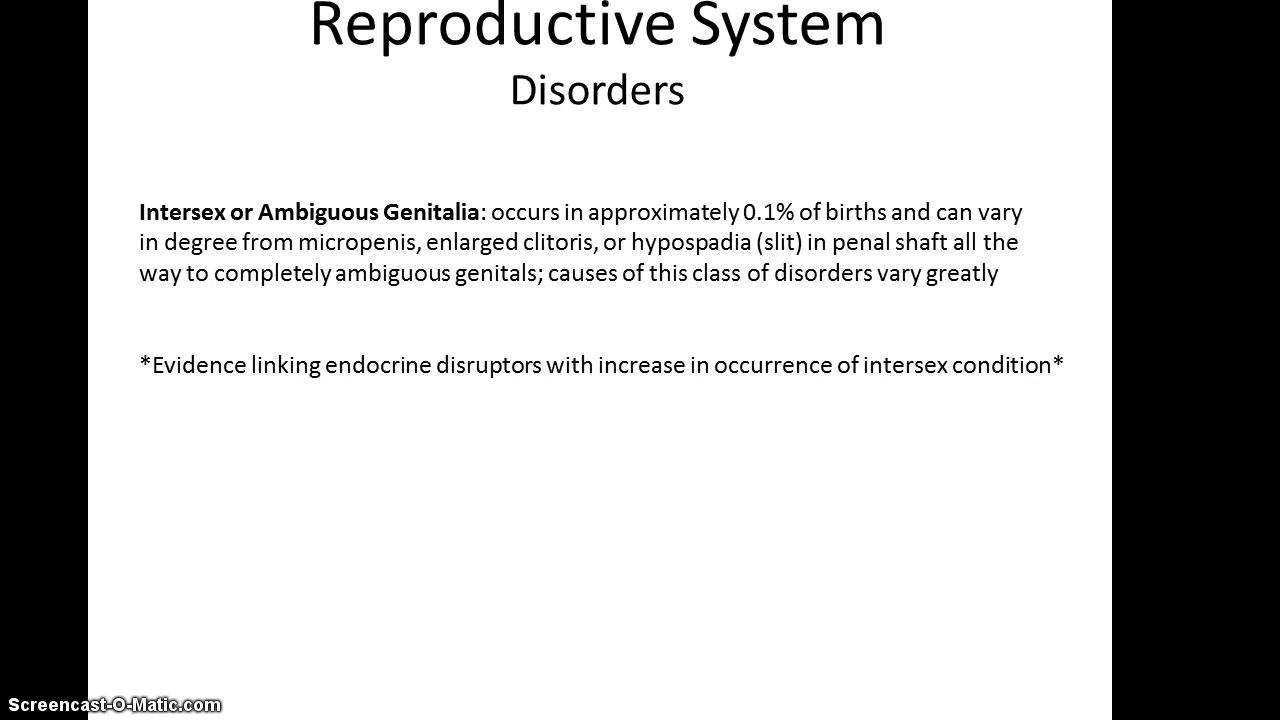 Reproductive System
Disorders
Intersex or Ambiguous Genitalia: occurs in approximately 0.1% of births and can vary
in degree from micropenis, enlarged clitoris, or hypospadia (slit) in penal shaft all the
way to completely ambiguous genitals; causes of this class of disorders vary greatly
*Evidence linking endocrine disruptors with increase in occurrence of intersex condition*
Screencast-O-Matic.com